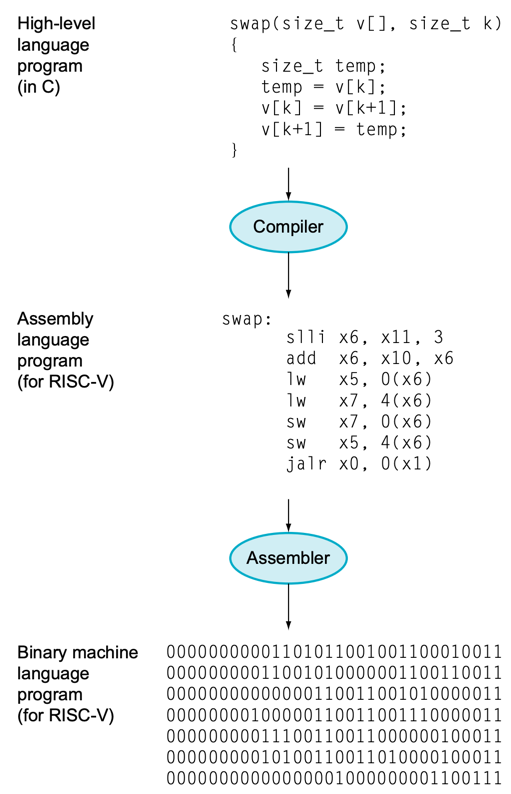 High-level
language
program
(in C)
swap(size_t v[], size_t k)
{
size_t temp;
temp = v[k];
v[k] = v[k+1];
v[k+1] = temp;
}
Compiler
Assembly
language
program
(for RISC-V)
swap:
slli x6, x11, 3
add x6, x10, x6
lw x5, 0(x6)
lw x7, 4(x6)
sw x7, 0(x6)
sw x5, 4(x6)
jalr x0, 0(x1)
Assembler
Binary machine
language
program
(for RISC-V)
00000000001101011001001100010011
00000000011001010000001100110011
00000000000000110011001010000011
00000000100000110011001110000011
00000000011100110011000000100011
00000000010100110011010000100011
00000000000000001000000001100111